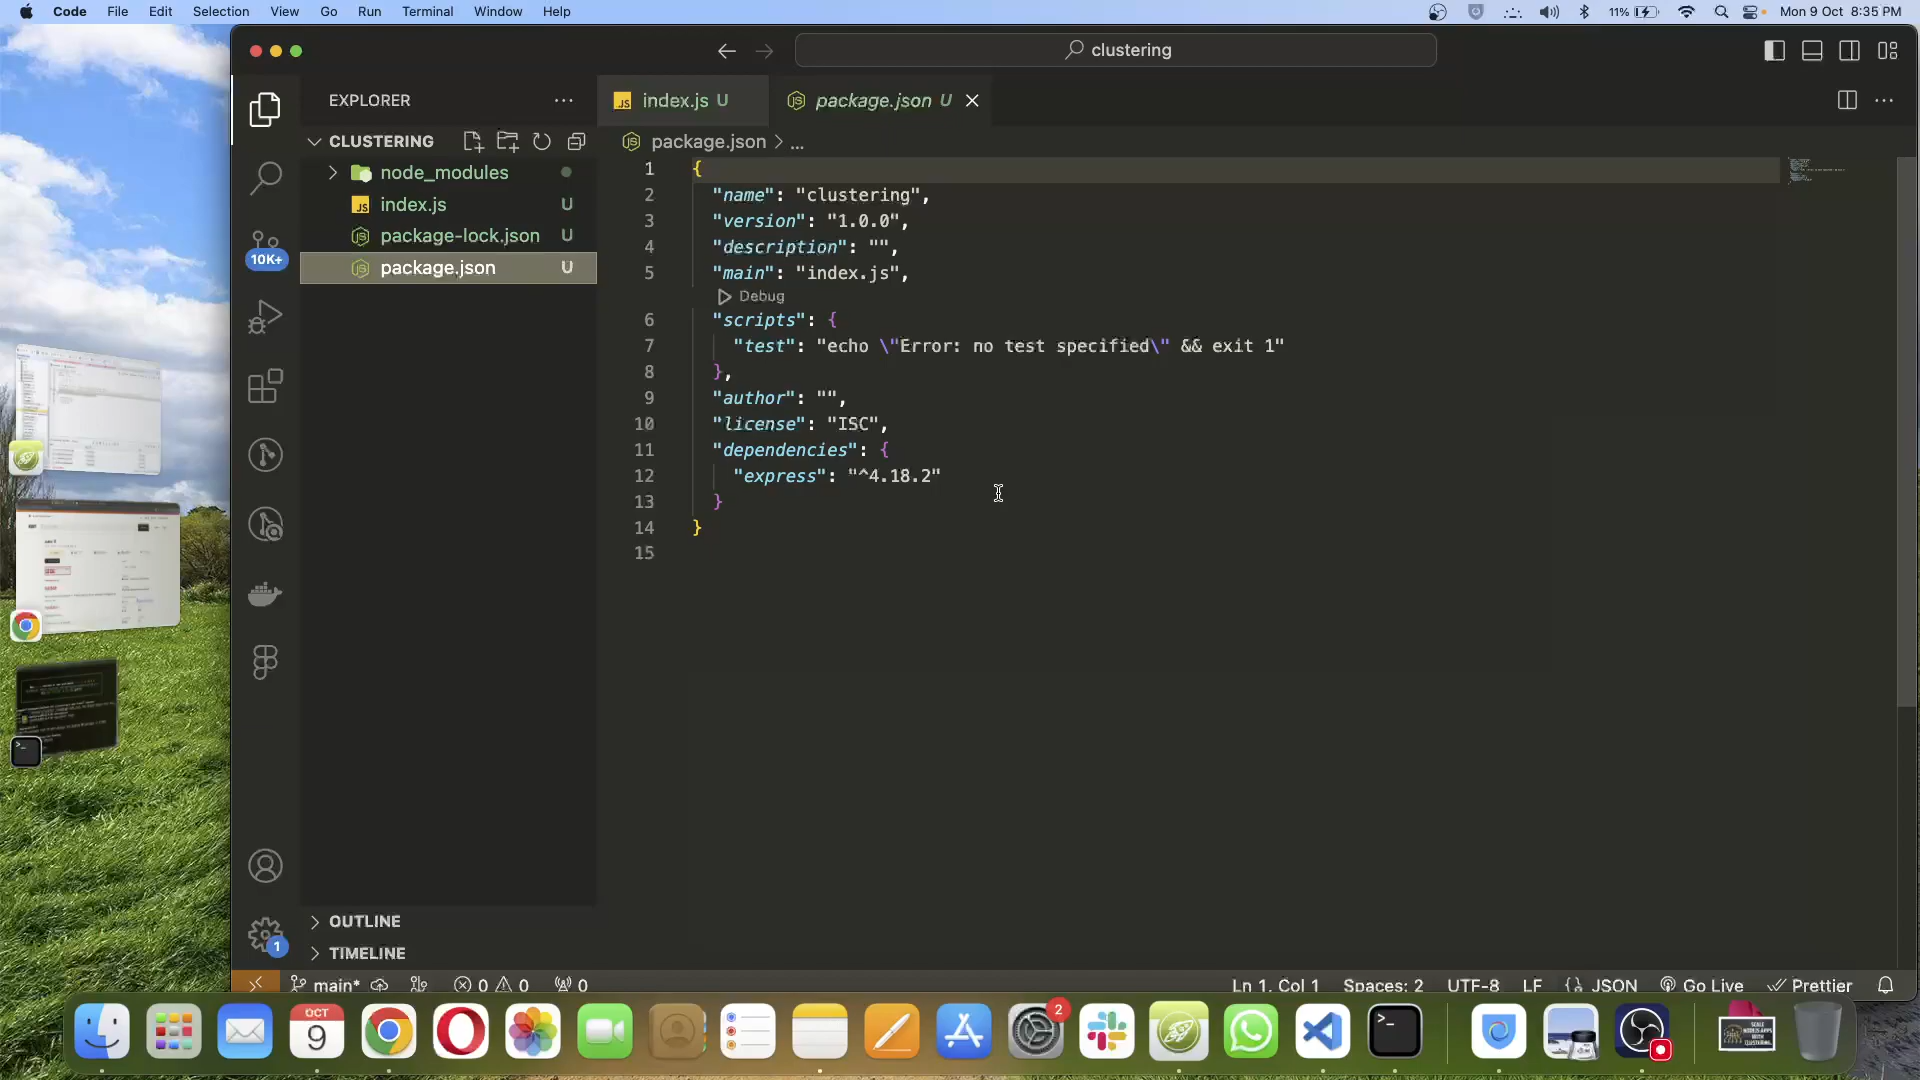 Code File Edit Selection View Go Run Terminal Window Help
11% Mon 9 Oct 8:35 PM
clustering
EXPLORER
index.js U
package.json U
CLUSTERING
package.json > ...
node_modules
index.js U
package-lock.json U
package.json U
10K+
1 {
2 "name": "clustering",
3 "version": "1.0.0",
4 "description": "",
5 "main": "index.js",
Debug
6 "scripts": {
7 "test": "echo \"Error: no test specified\" && exit 1"
8 },
9 "author": "",
10 "license": "ISC",
11 "dependencies": {
12 "express": "^4.18.2"
13 }
14 }
15
OUTLINE
1
TIMELINE
main* 0 0 0
Ln 1, Col 1 Spaces: 2 UTF-8 LF {} JSON Go Live Prettier
OCT
9
2
SCALE
NODEJS APPS
WITH
CLUSTERING